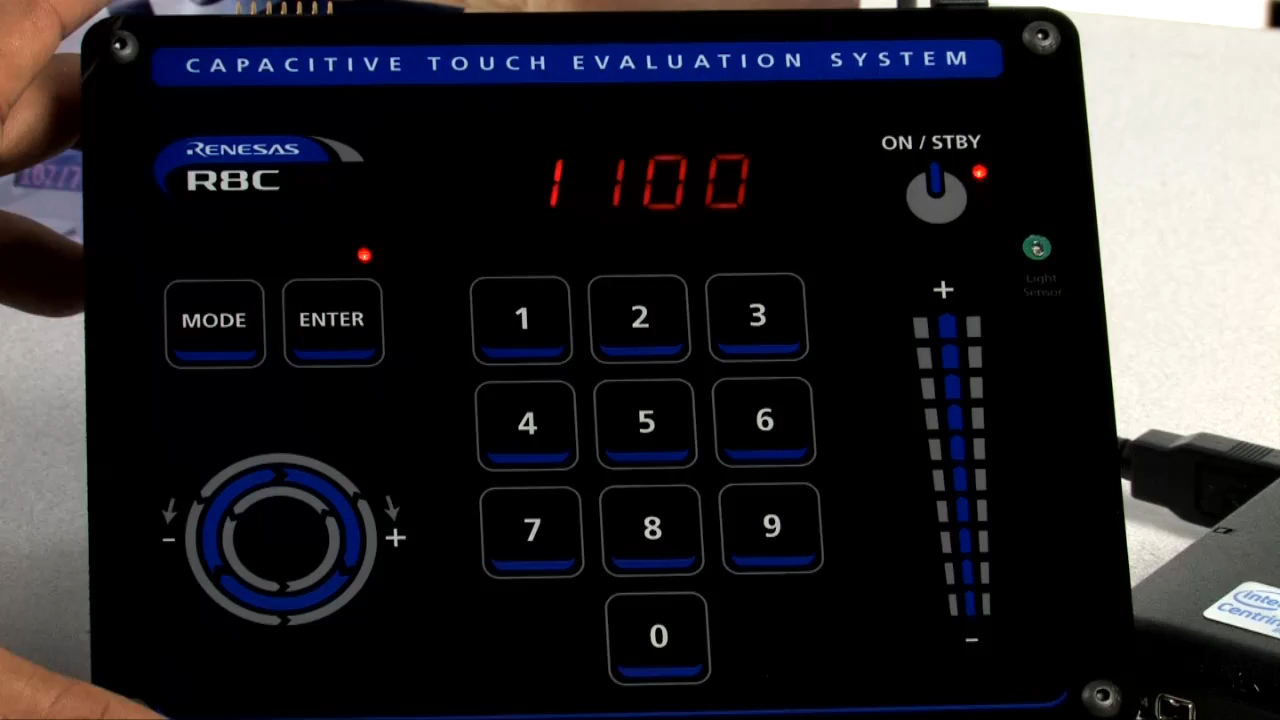 CAPACITIVE TOUCH EVALUATION SYSTEM
RENESAS
R8C
1100
ON / STBY
Light
Sensor
MODE
ENTER
1
2
3
+
4
5
6
- +
7
8
9
0
-